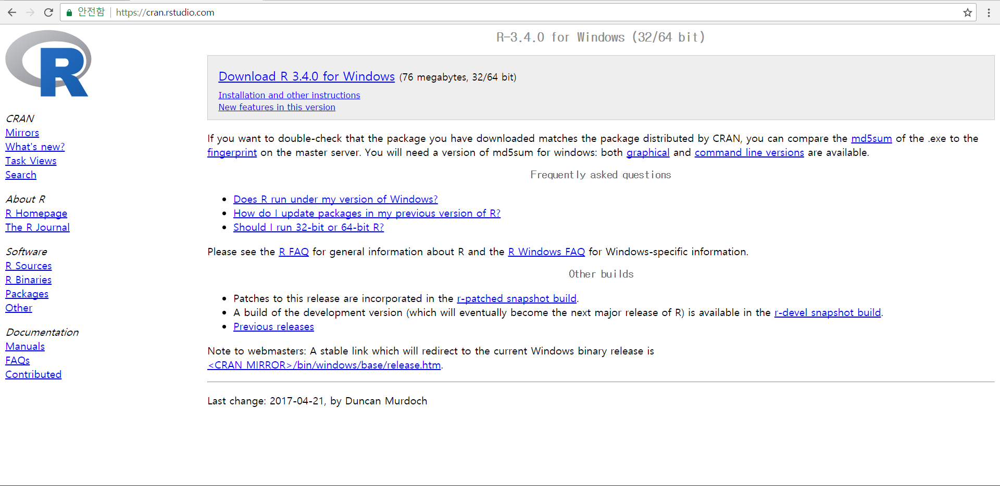 안전함 https://cran.rstudio.com
R
CRAN
Mirrors
What's new?
Task Views
Search
About R
R Homepage
The R Journal
Software
R Sources
R Binaries
Packages
Other
Documentation
Manuals
FAQs
Contributed
R-3.4.0 for Windows (32/64 bit)
Download R 3.4.0 for Windows (76 megabytes, 32/64 bit)
Installation and other instructions
New features in this version
If you want to double-check that the package you have downloaded matches the package distributed by CRAN, you can compare the md5sum of the .exe to the
fingerprint on the master server. You will need a version of md5sum for windows: both graphical and command line versions are available.
Frequently asked questions
• Does R run under my version of Windows?
• How do I update packages in my previous version of R?
• Should I run 32-bit or 64-bit R?
Please see the R FAQ for general information about R and the R Windows FAQ for Windows-specific information.
Other builds
• Patches to this release are incorporated in the r-patched snapshot build.
• A build of the development version (which will eventually become the next major release of R) is available in the r-devel snapshot build.
• Previous releases
Note to webmasters: A stable link which will redirect to the current Windows binary release is
<CRAN MIRROR>/bin/windows/base/release.htm.
Last change: 2017-04-21, by Duncan Murdoch